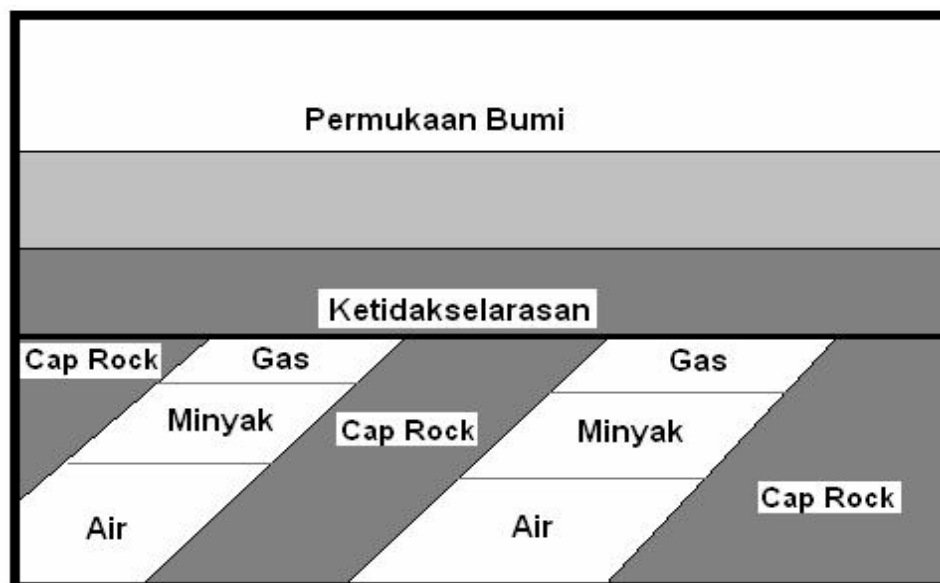 Permukaan Bumi
Ketidakselarasan
Cap Rock
Gas
Gas
Minyak
Cap Rock
Minyak
Cap Rock
Air
Air